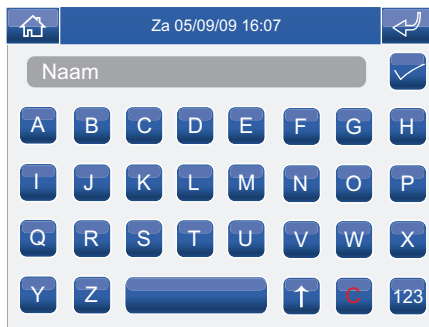 Za 05/09/09 16:07
Naam
A B C D E F G H
I J K L M N O P
Q R S T U V W X
Y Z ↑ C 123